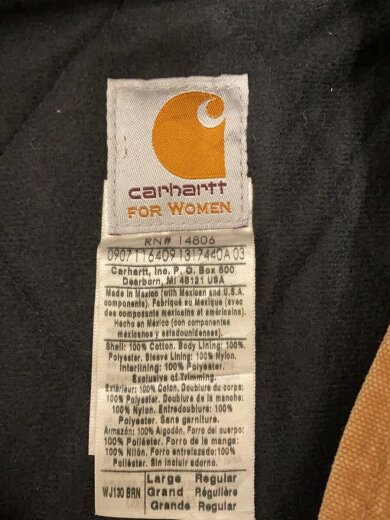 carhartt
FOR WOMEN
RN# 14806
0907116409131 7440A 03
Carhartt, Inc. P. O. Box 600
Dearborn, MI 48121 USA
Made in Mexico (with Mexican and U.S.A.
components). Fabriqué au Mexique (avec
des composants mexicains et américains).
Hecho en México (con componentes
mexicanos y estadounidenses).
Shell: 100% Cotton. Body Lining: 100%
Polyester. Sleeve Lining: 100% Nylon.
Interlining: 100% Polyester.
Exclusive of Trimming.
Extérieur: 100% Coton. Doublure du corps:
100% Polyester. Doublure de la manche:
100% Nylon. Entredoublure: 100%
Polyester. Sans garniture.
Armazón: 100% Algodón. Forro del cuerpo:
100% Poliéster. Forro de la manga:
100% Nilón. Forro entrelazado: 100%
Poliéster. Sin incluir adorno.
WJ130 BRN
Large Regular
Grand Régulière
Grande Regular